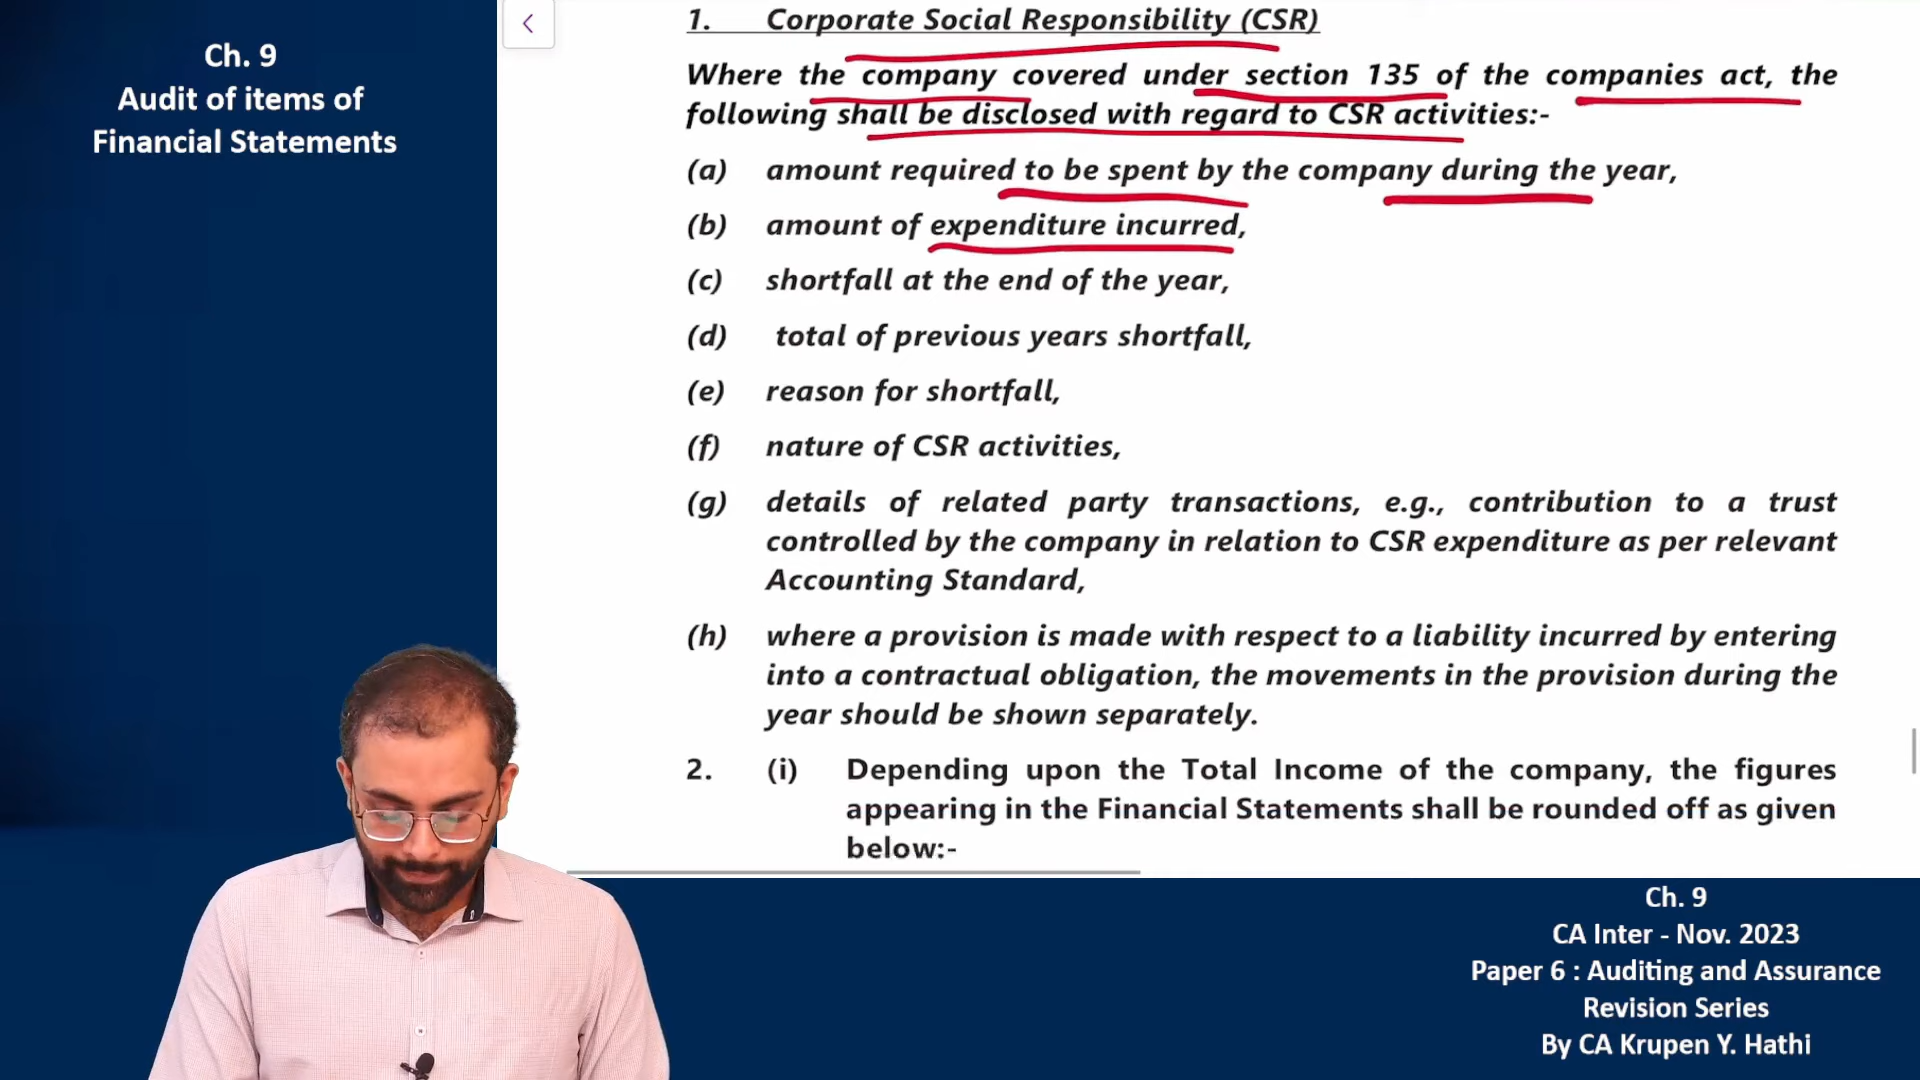 Ch. 9
Audit of items of
Financial Statements
1. Corporate Social Responsibility (CSR)
Where the company covered under section 135 of the companies act, the
following shall be disclosed with regard to CSR activities:-
(a) amount required to be spent by the company during the year,
(b) amount of expenditure incurred,
(c) shortfall at the end of the year,
(d) total of previous years shortfall,
(e) reason for shortfall,
(f) nature of CSR activities,
(g) details of related party transactions, e.g., contribution to a trust
controlled by the company in relation to CSR expenditure as per relevant
Accounting Standard,
(h) where a provision is made with respect to a liability incurred by entering
into a contractual obligation, the movements in the provision during the
year should be shown separately.
2. (i) Depending upon the Total Income of the company, the figures
appearing in the Financial Statements shall be rounded off as given
below:-
Ch. 9
CA Inter - Nov. 2023
Paper 6 : Auditing and Assurance
Revision Series
By CA Krupen Y. Hathi